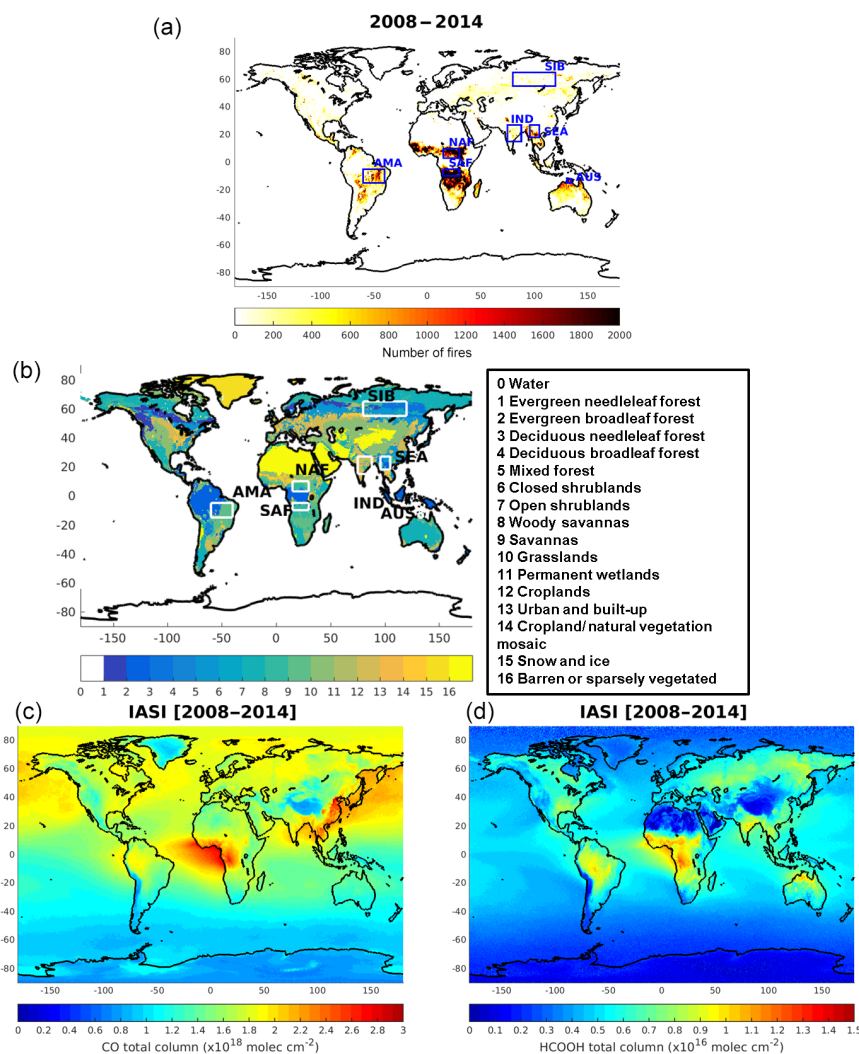 (a)
2008−2014
80
60
40
20
0
-20
-40
-60
-80
SIB
IND
SEA
NAF
SAF
AMA
AUS
-150 -100 -50 0 50 100 150
0 200 400 600 800 1000 1200 1400 1600 1800 2000
Number of fires
(b)
80
60
40
20
0
-20
-40
-60
-80
SIB
SEA
NAF
AMA
IND
SAF
AUS
-150 -100 -50 0 50 100 150
0 1 2 3 4 5 6 7 8 9 10 11 12 13 14 15 16
0 Water
1 Evergreen needleleaf forest
2 Evergreen broadleaf forest
3 Deciduous needleleaf forest
4 Deciduous broadleaf forest
5 Mixed forest
6 Closed shrublands
7 Open shrublands
8 Woody savannas
9 Savannas
10 Grasslands
11 Permanent wetlands
12 Croplands
13 Urban and built-up
14 Cropland/natural vegetation
mosaic
15 Snow and ice
16 Barren or sparsely vegetated
(c)
IASI [2008−2014]
80
60
40
20
0
-20
-40
-60
-80
-150 -100 -50 0 50 100 150
0 0.2 0.4 0.6 0.8 1 1.2 1.4 1.6 1.8 2 2.2 2.4 2.6 2.8 3
CO total column (x10^18 molec cm^-2)
(d)
IASI [2008−2014]
80
60
40
20
0
-20
-40
-60
-80
-150 -100 -50 0 50 100 150
0 0.1 0.2 0.3 0.4 0.5 0.6 0.7 0.8 0.9 1 1.1 1.2 1.3 1.4 1.5
HCOOH total column (x10^16 molec cm^-2)